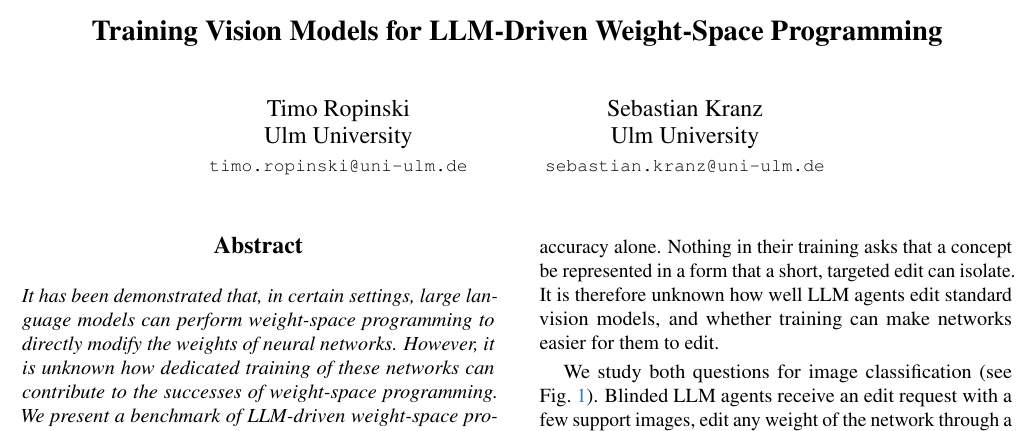 Training Vision Models for LLM-Driven Weight-Space Programming
Timo Ropinski
Ulm University
timo.ropinski@uni-ulm.de
Sebastian Kranz
Ulm University
sebastian.kranz@uni-ulm.de
Abstract
It has been demonstrated that, in certain settings, large lan-
guage models can perform weight-space programming to
directly modify the weights of neural networks. However, it
is unknown how dedicated training of these networks can
contribute to the successes of weight-space programming.
We present a benchmark of LLM-driven weight-space pro-
accuracy alone. Nothing in their training asks that a concept
be represented in a form that a short, targeted edit can isolate.
It is therefore unknown how well LLM agents edit standard
vision models, and whether training can make networks
easier for them to edit.
We study both questions for image classification (see
Fig. 1). Blinded LLM agents receive an edit request with a
few support images, edit any weight of the network through a